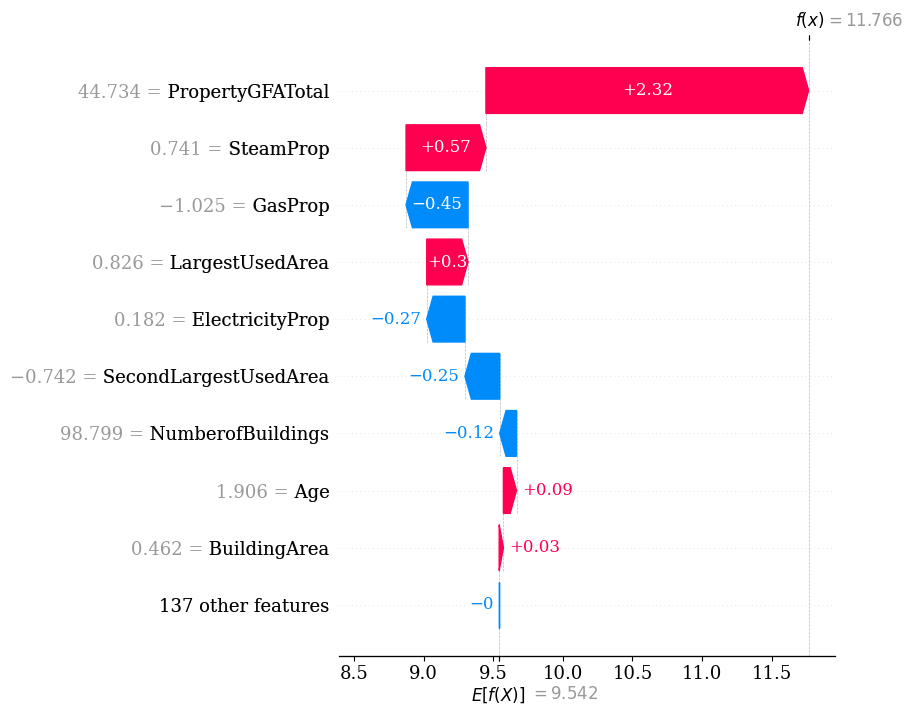 f(x) = 11.766
44.734 = PropertyGFATotal +2.32
0.741 = SteamProp +0.57
−1.025 = GasProp −0.45
0.826 = LargestUsedArea +0.3
0.182 = ElectricityProp −0.27
−0.742 = SecondLargestUsedArea −0.25
98.799 = NumberofBuildings −0.12
1.906 = Age +0.09
0.462 = BuildingArea +0.03
137 other features −0
8.5 9.0 9.5 10.0 10.5 11.0 11.5
E[f(X)] = 9.542